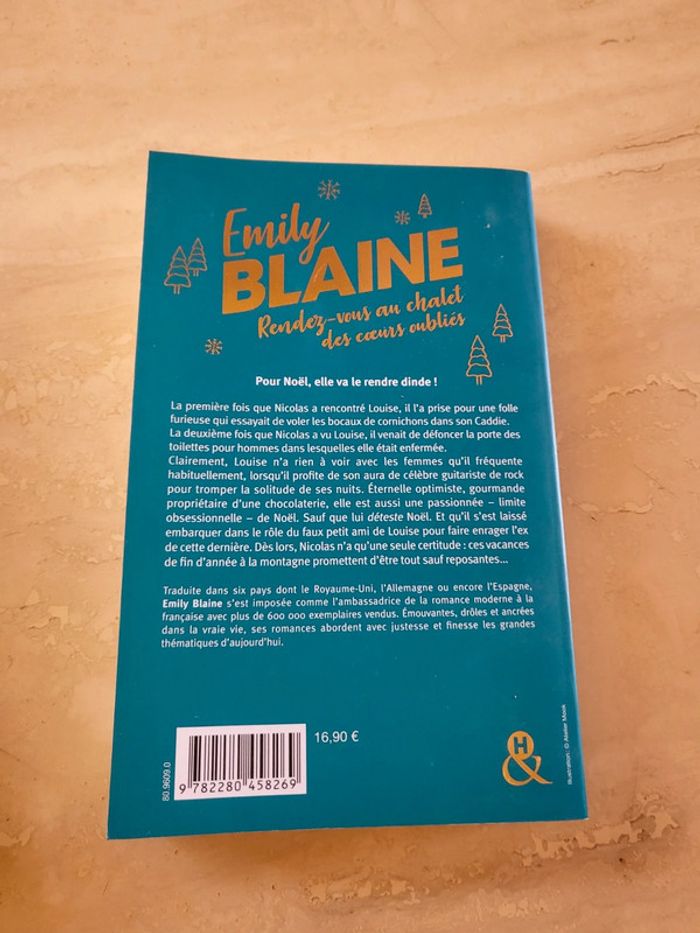 Emily
BLAINE
Rendez-vous au chalet
des cœurs oubliés
Pour Noël, elle va le rendre dinde !
La première fois que Nicolas a rencontré Louise, il l'a prise pour une folle
furieuse qui essayait de voler les bocaux de cornichons dans son Caddie.
La deuxième fois que Nicolas a vu Louise, il venait de défoncer la porte des
toilettes pour hommes dans lesquelles elle était enfermée.
Clairement, Louise n'a rien à voir avec les femmes qu'il fréquente
habituellement, lorsqu'il profite de son aura de célèbre guitariste de rock
pour tromper la solitude de ses nuits. Éternelle optimiste, gourmande
propriétaire d'une chocolaterie, elle est aussi une passionnée – limite
obsessionnelle – de Noël. Sauf que lui déteste Noël. Et qu'il s'est laissé
embarquer dans le rôle du faux petit ami de Louise pour faire enrager l'ex
de cette dernière. Dès lors, Nicolas n'a qu'une seule certitude : ces vacances
de fin d'année à la montagne promettent d'être tout sauf reposantes...
Traduite dans six pays dont le Royaume-Uni, l'Allemagne ou encore l'Espagne,
Emily Blaine s'est imposée comme l'ambassadrice de la romance moderne à la
française avec plus de 600 000 exemplaires vendus. Émouvantes, drôles et ancrées
dans la vraie vie, ses romances abordent avec justesse et finesse les grandes
thématiques d'aujourd'hui.
80.9609.0
16,90 €
9 782280 458269
H
&
Illustration : © Atelier Mook